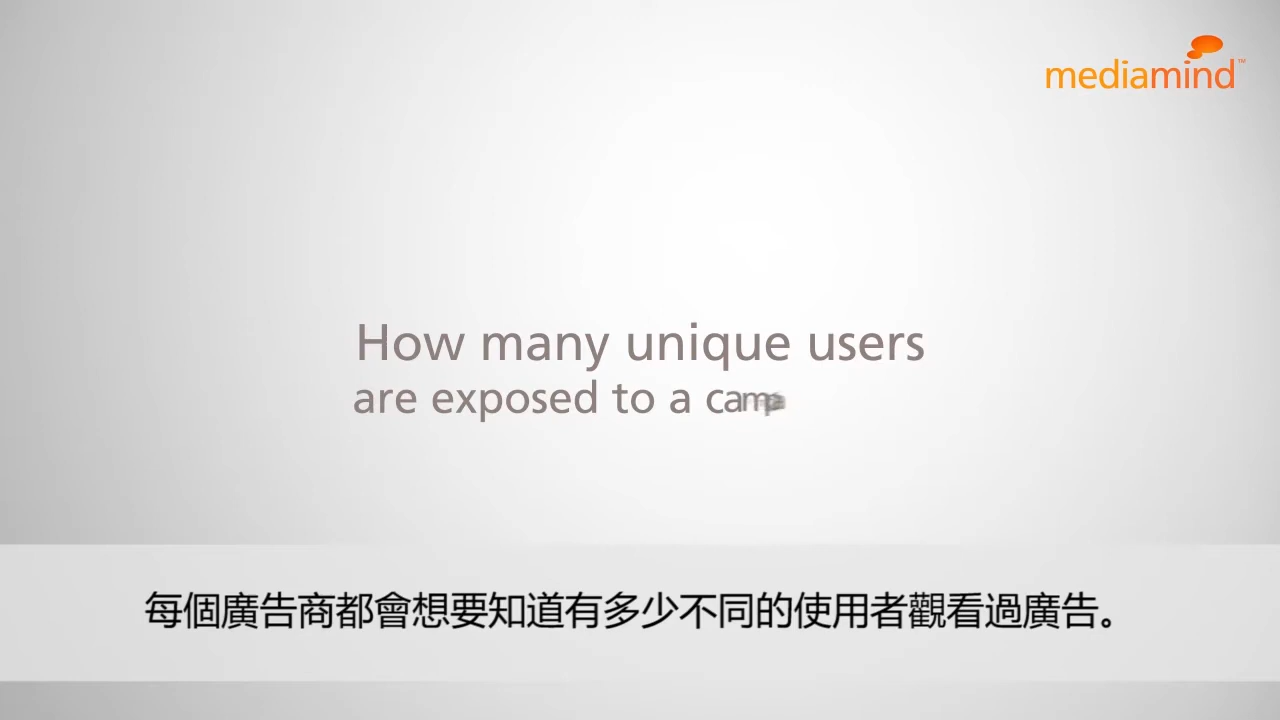 mediamind™
How many unique users
are exposed to a
每個廣告商都會想要知道有多少不同的使用者觀看過廣告。